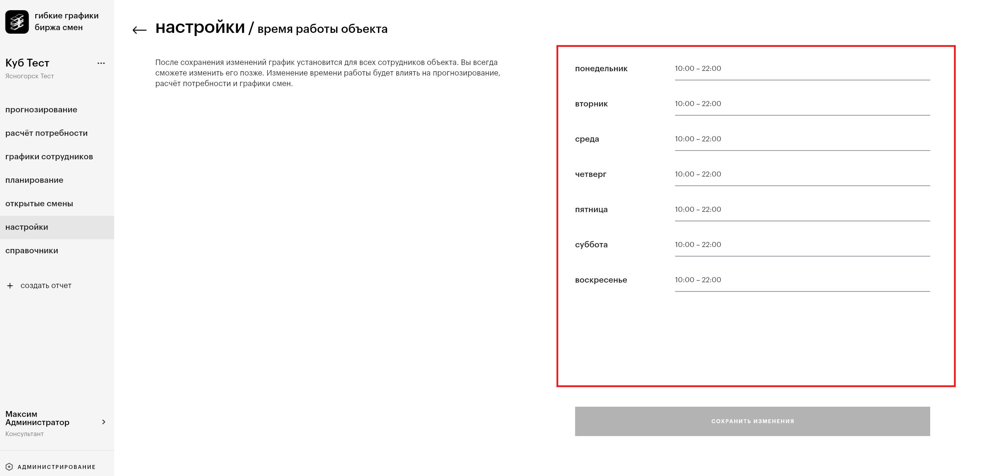 гибкие графики
биржа смен
Куб Тест
Ясногорск Тест
прогнозирование
расчёт потребности
графики сотрудников
планирование
открытые смены
настройки
справочники
+ создать отчет
Максим
Администратор
Консультант
АДМИНИСТРИРОВАНИЕ
настройки / время работы объекта
После сохранения изменений график установится для всех сотрудников объекта. Вы всегда
сможете изменить его позже. Изменение времени работы будет влиять на прогнозирование,
расчёт потребности и графики смен.
понедельник 10:00 – 22:00
вторник 10:00 – 22:00
среда 10:00 – 22:00
четверг 10:00 – 22:00
пятница 10:00 – 22:00
суббота 10:00 – 22:00
воскресенье 10:00 – 22:00
СОХРАНИТЬ ИЗМЕНЕНИЯ